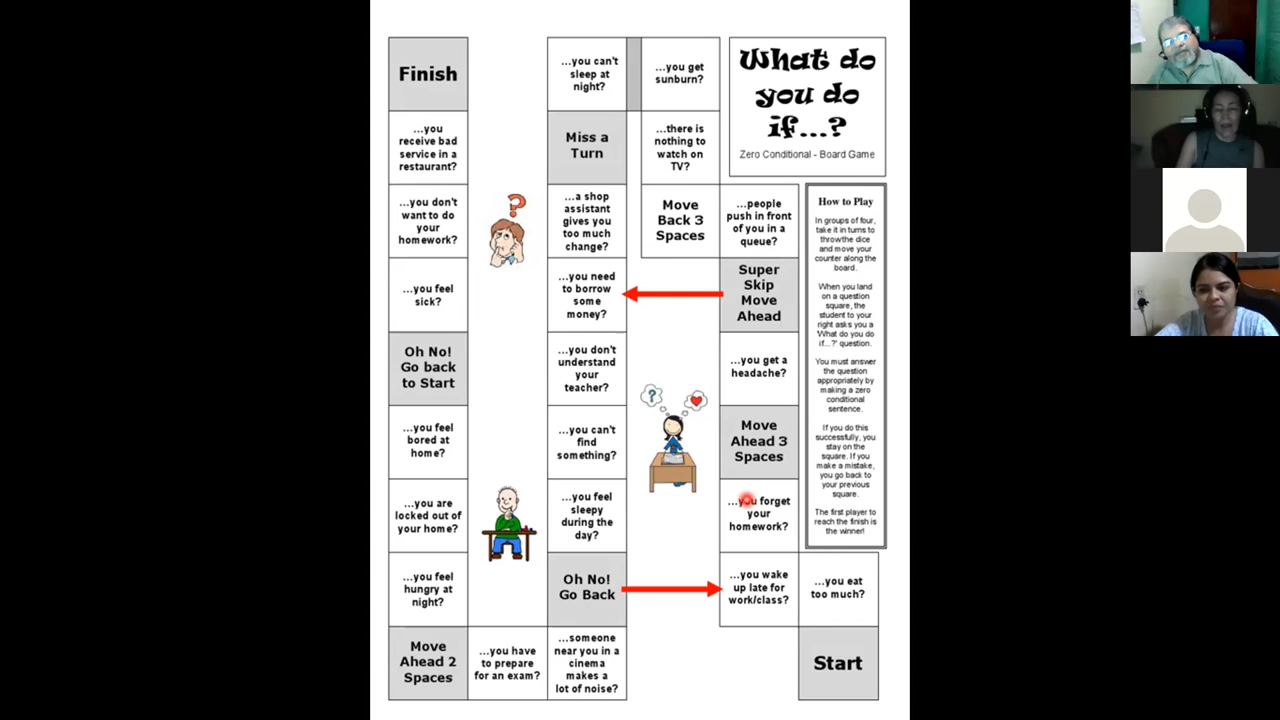 Finish
...you can't
sleep at
night?
...you get
sunburn?
What do
you do
if...?
Zero Conditional - Board Game
...you
receive bad
service in a
restaurant?
Miss a
Turn
...there is
nothing to
watch on
TV?
...you don't
want to do
your
homework?
?
...a shop
assistant
gives you
too much
change?
Move
Back 3
Spaces
...people
push in front
of you in a
queue?
How to Play
In groups of four,
take it in turns to
throwthe dice
and move your
counter along the
board.
When you land
on a question
square, the
student to your
right asks you a
'What do you do
if...?' question.
You must answer
the question
appropriately by
making a zero
conditional
sentence.
If you do this
successfully, you
stay on the
square. If you
make a mistake,
you go back to
your previous
square.
The first player to
reach the finish is
the winner!
...you feel
sick?
...you need
to borrow
some
money?
Super
Skip
Move
Ahead
Oh No!
Go back
to Start
...you don't
understand
your
teacher?
...you get a
headache?
?
...you feel
bored at
home?
...you can't
find
something?
Move
Ahead 3
Spaces
...you are
locked out of
your home?
...you feel
sleepy
during the
day?
...you forget
your
homework?
...you feel
hungry at
night?
Oh No!
Go Back
...you wake
up late for
work/class?
...you eat
too much?
Move
Ahead 2
Spaces
...you have
to prepare
for an exam?
...someone
near you in a
cinema
makes a
lot of noise?
Start